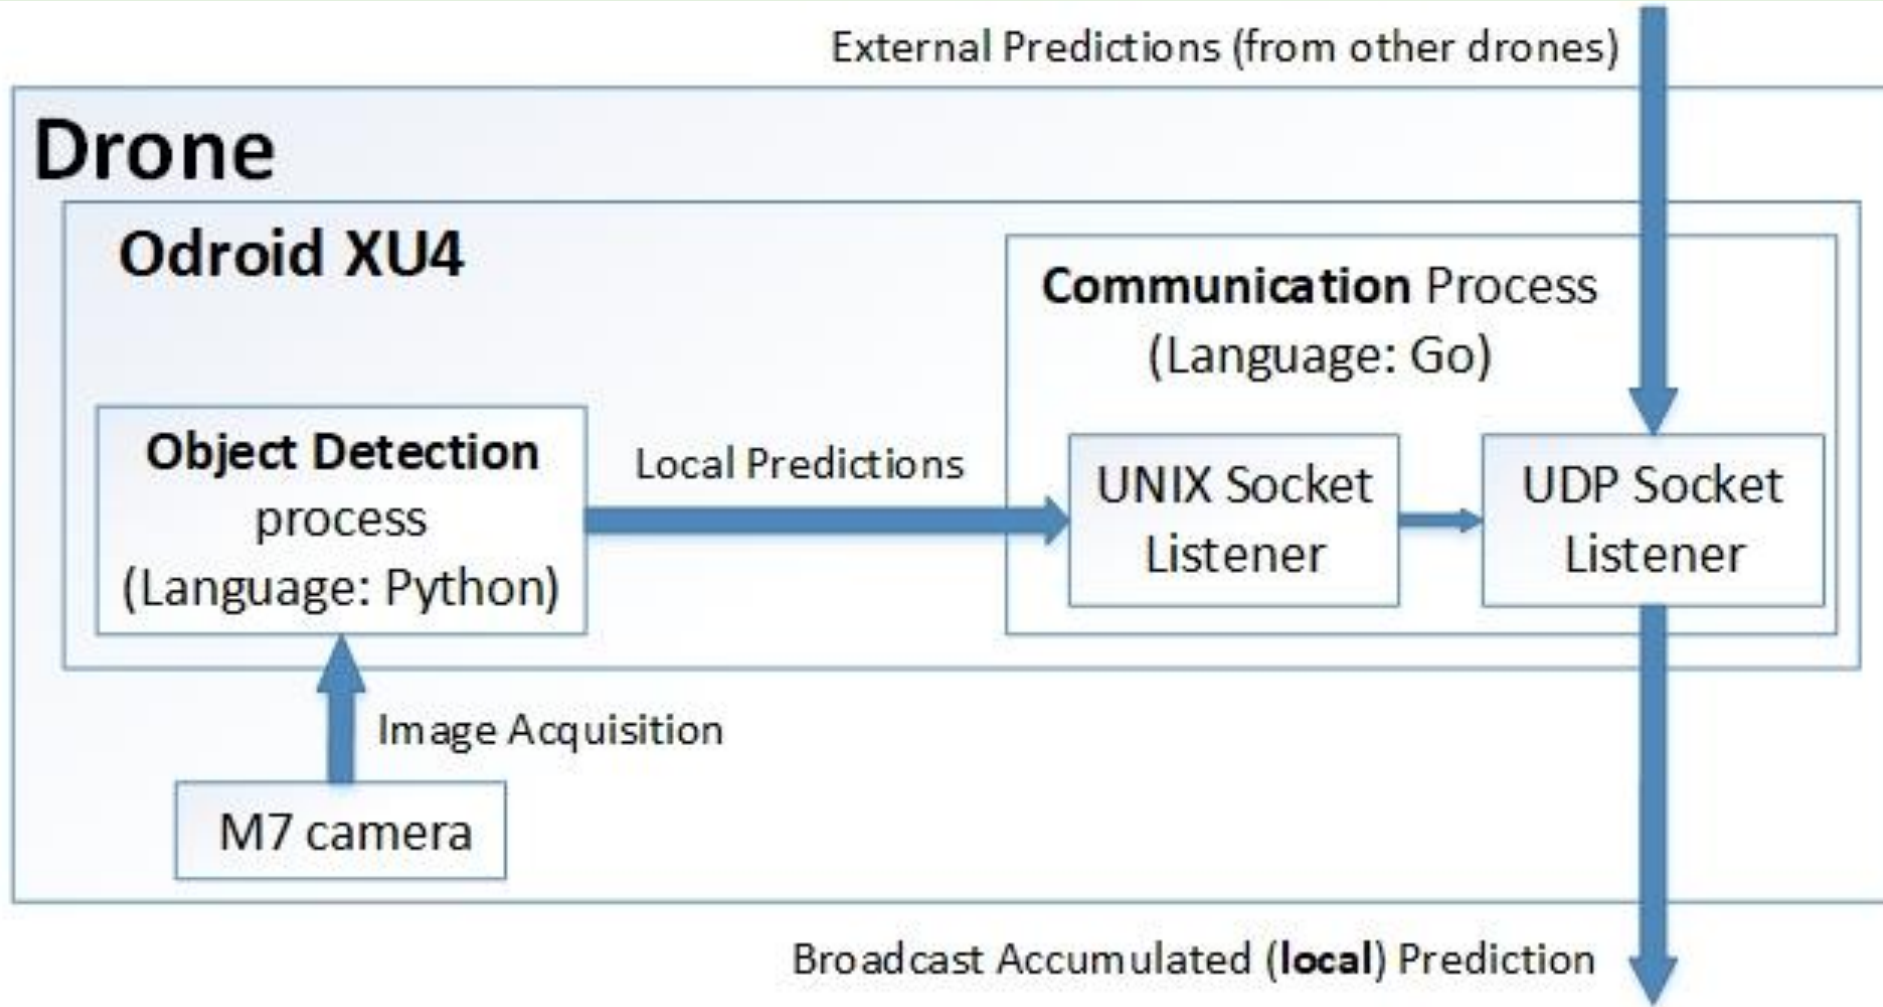 External Predictions (from other drones)
Drone
Odroid XU4
Communication Process
(Language: Go)
Object Detection
process
(Language: Python)
Local Predictions
UNIX Socket
Listener
UDP Socket
Listener
Image Acquisition
M7 camera
Broadcast Accumulated (local) Prediction